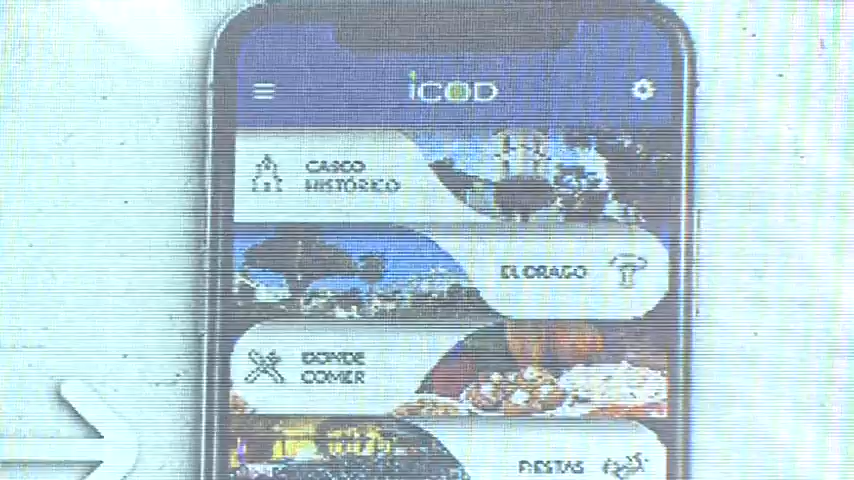 iCOD
CASCO
HISTÓRICO
EL DRAGO
DONDE
COMER
FIESTAS